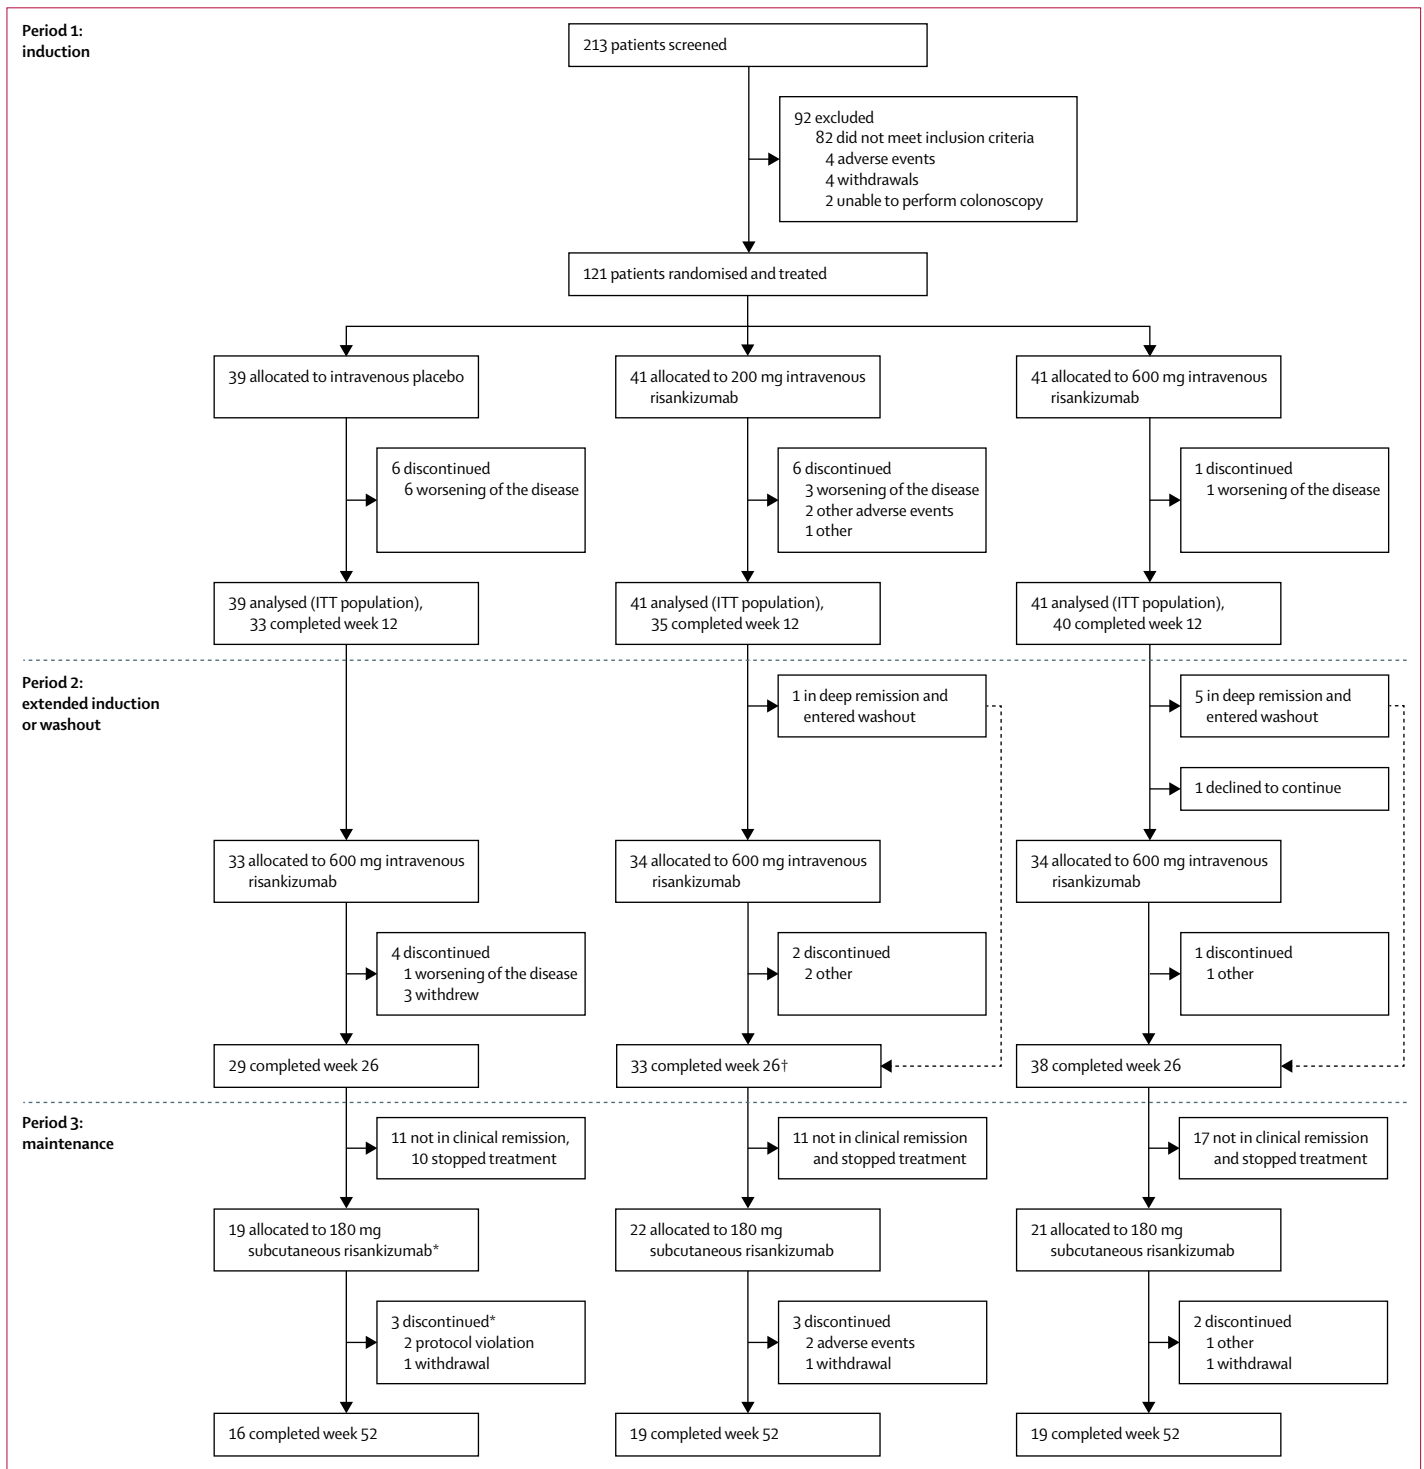 Period 1:
induction
213 patients screened
92 excluded
82 did not meet inclusion criteria
4 adverse events
4 withdrawals
2 unable to perform colonoscopy
121 patients randomised and treated
39 allocated to intravenous placebo
41 allocated to 200 mg intravenous
risankizumab
41 allocated to 600 mg intravenous
risankizumab
6 discontinued
6 worsening of the disease
6 discontinued
3 worsening of the disease
2 other adverse events
1 other
1 discontinued
1 worsening of the disease
39 analysed (ITT population),
33 completed week 12
41 analysed (ITT population),
35 completed week 12
41 analysed (ITT population),
40 completed week 12
Period 2:
extended induction
or washout
1 in deep remission and
entered washout
5 in deep remission and
entered washout
1 declined to continue
33 allocated to 600 mg intravenous
risankizumab
34 allocated to 600 mg intravenous
risankizumab
34 allocated to 600 mg intravenous
risankizumab
4 discontinued
1 worsening of the disease
3 withdrew
2 discontinued
2 other
1 discontinued
1 other
29 completed week 26
33 completed week 26†
38 completed week 26
Period 3:
maintenance
11 not in clinical remission,
10 stopped treatment
11 not in clinical remission
and stopped treatment
17 not in clinical remission
and stopped treatment
19 allocated to 180 mg
subcutaneous risankizumab*
22 allocated to 180 mg
subcutaneous risankizumab
21 allocated to 180 mg
subcutaneous risankizumab
3 discontinued*
2 protocol violation
1 withdrawal
3 discontinued
2 adverse events
1 withdrawal
2 discontinued
1 other
1 withdrawal
16 completed week 52
19 completed week 52
19 completed week 52